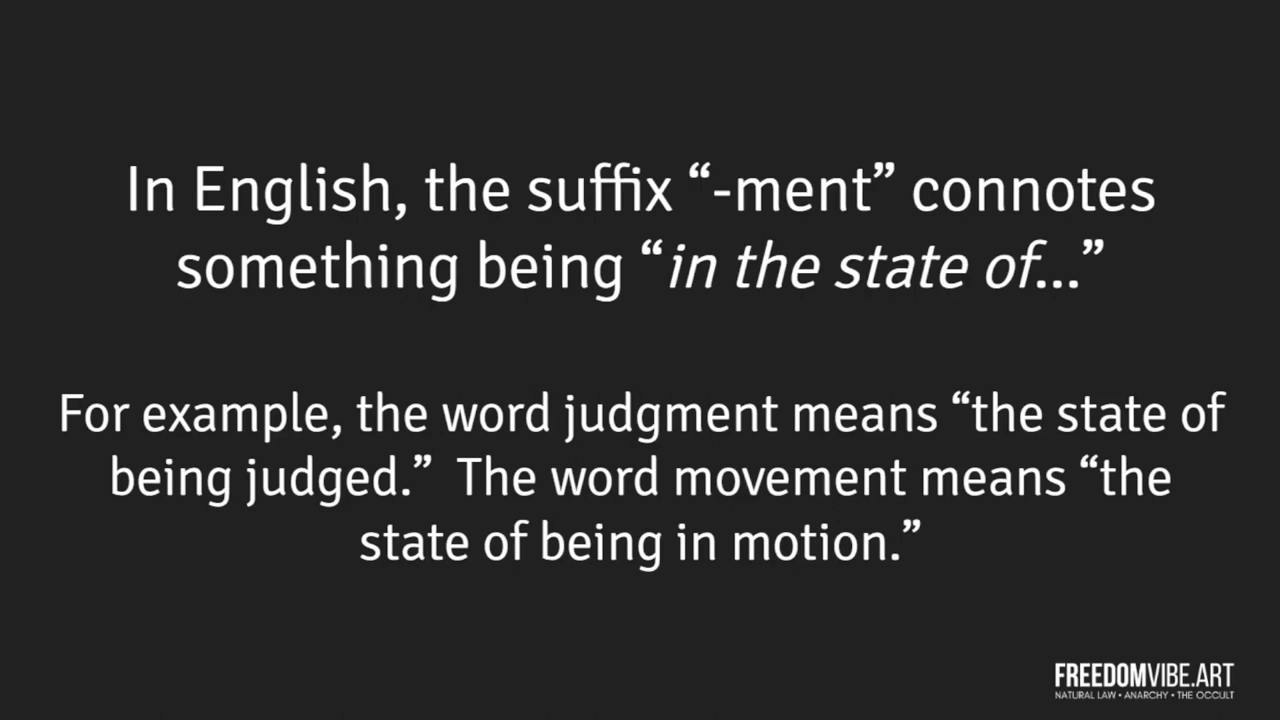 In English, the suffix “-ment” connotes
something being “in the state of...”
For example, the word judgment means “the state of
being judged.”  The word movement means “the
state of being in motion.”
FREEDOMVIBE.ART
NATURAL LAW • ANARCHY • THE OCCULT